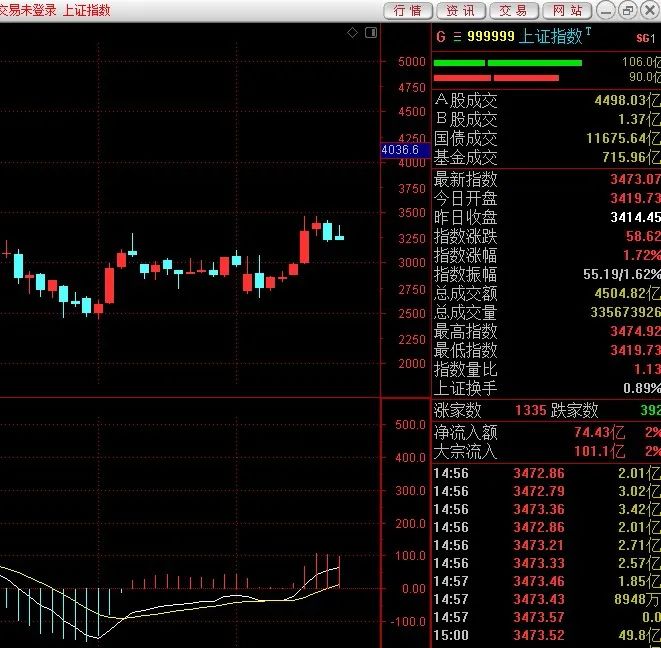 交易未登录 上证指数 行情 资讯 交易 网站
G 三 999999 上证指数 T SG1
5000
4750
4500
4250
4036.6
4000
3750
3500
3250
3000
2750
2500
2250
2000
500.0
400.0
300.0
200.0
100.0
0.00
-100.0
106.0亿
90.0亿
A股成交 4498.03亿
B股成交 1.37亿
国债成交 11675.64亿
基金成交 715.96亿
最新指数 3473.07
今日开盘 3419.73
昨日收盘 3414.45
指数涨跌 58.62
指数涨幅 1.72%
指数振幅 55.19/1.62%
总成交额 4504.82亿
总成交量 335673926
最高指数 3474.92
最低指数 3419.73
指数量比 1.13
上证换手 0.89%
涨家数 1335 跌家数 392
净流入额 74.43亿 2%
大宗流入 101.1亿 2%
14:56 3472.86 2.01亿
14:56 3472.79 3.02亿
14:56 3473.36 3.42亿
14:56 3472.86 2.01亿
14:56 3473.21 2.71亿
14:56 3473.33 2.57亿
14:57 3473.46 1.85亿
14:57 3473.43 8948万
14:57 3473.57 0.0
15:00 3473.52 49.8亿